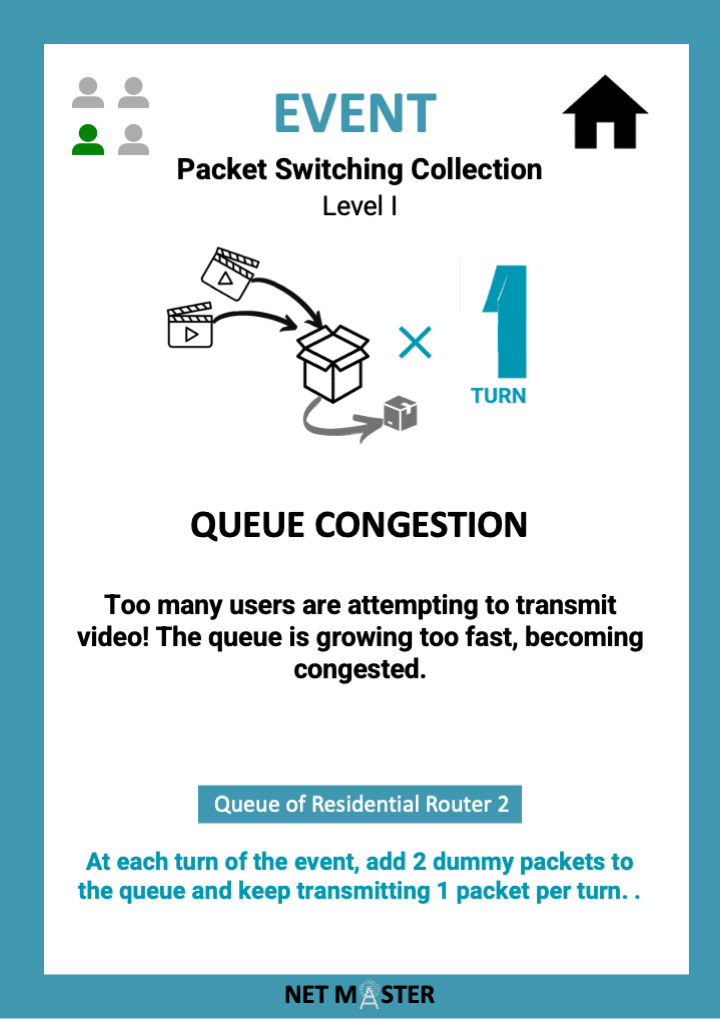 EVENT
Packet Switching Collection
Level I
1
TURN
QUEUE CONGESTION
Too many users are attempting to transmit
video! The queue is growing too fast, becoming
congested.
Queue of Residential Router 2
At each turn of the event, add 2 dummy packets to
the queue and keep transmitting 1 packet per turn. .
NET MASTER